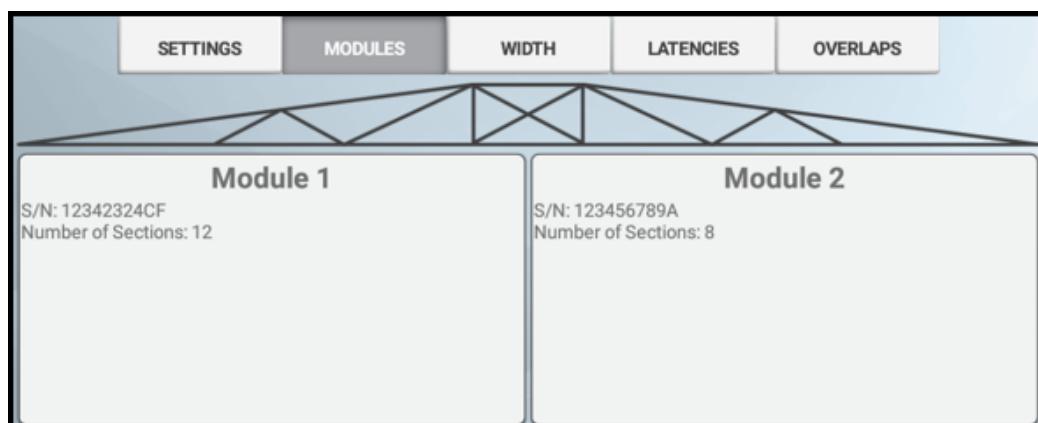 SETTINGS MODULES WIDTH LATENCIES OVERLAPS
Module 1
S/N: 12342324CF
Number of Sections: 12
Module 2
S/N: 123456789A
Number of Sections: 8